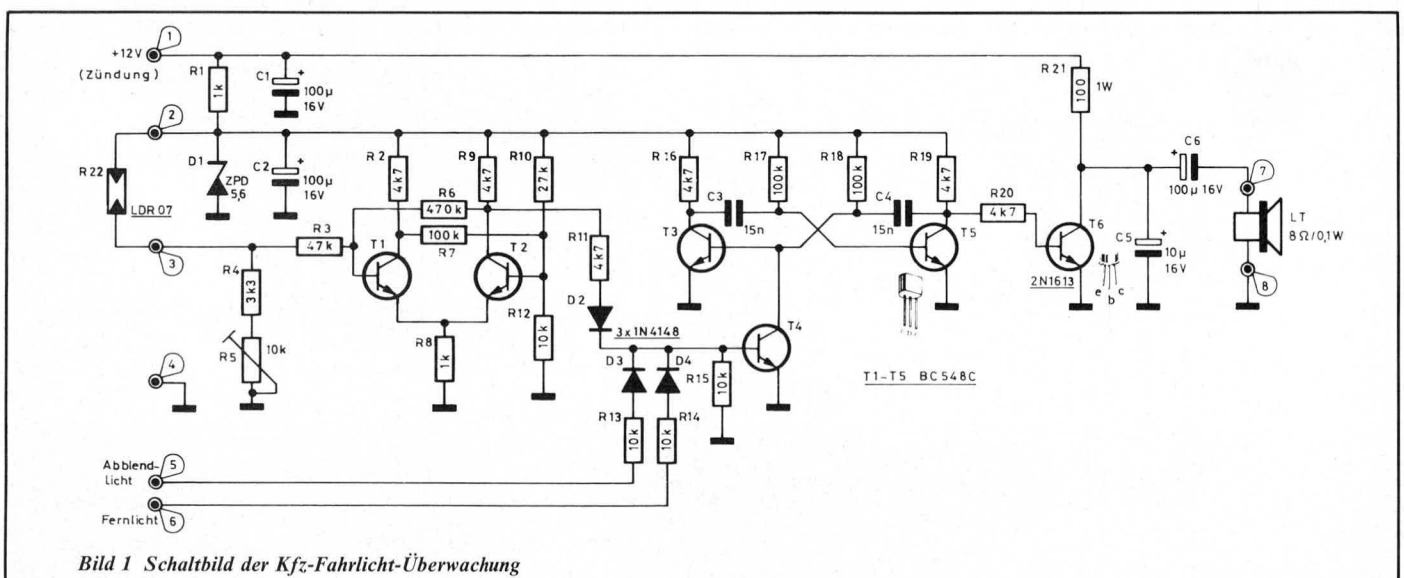 +12V
(Zündung)
1
R1
1k
C1
+
100µ
16V
R21
100
1W
2
R22
LDR 07
D1
ZPD
5,6
C2
+
100µ
16V
R2
4k7
R9
4k7
R10
27k
R6
470k
R7
100k
R3
47k
3
T1
T2
R4
3k3
R5
10k
R8
1k
R12
10k
R11
4k7
D2
3x1N4148
D3
D4
R13
10k
R14
10k
R15
10k
T4
R16
4k7
R17
100k
R18
100k
R19
4k7
C3
15n
C4
15n
T3
T5
R20
4k7
T6
2N1613
e
b
c
C5
+
10µ
16V
C6
+
100µ 16V
7
LT
8Ω/0,1W
8
T1-T5 BC548C
4
Abblend-
Licht
5
Fernlicht
6
Bild 1 Schaltbild der Kfz-Fahrlicht-Überwachung